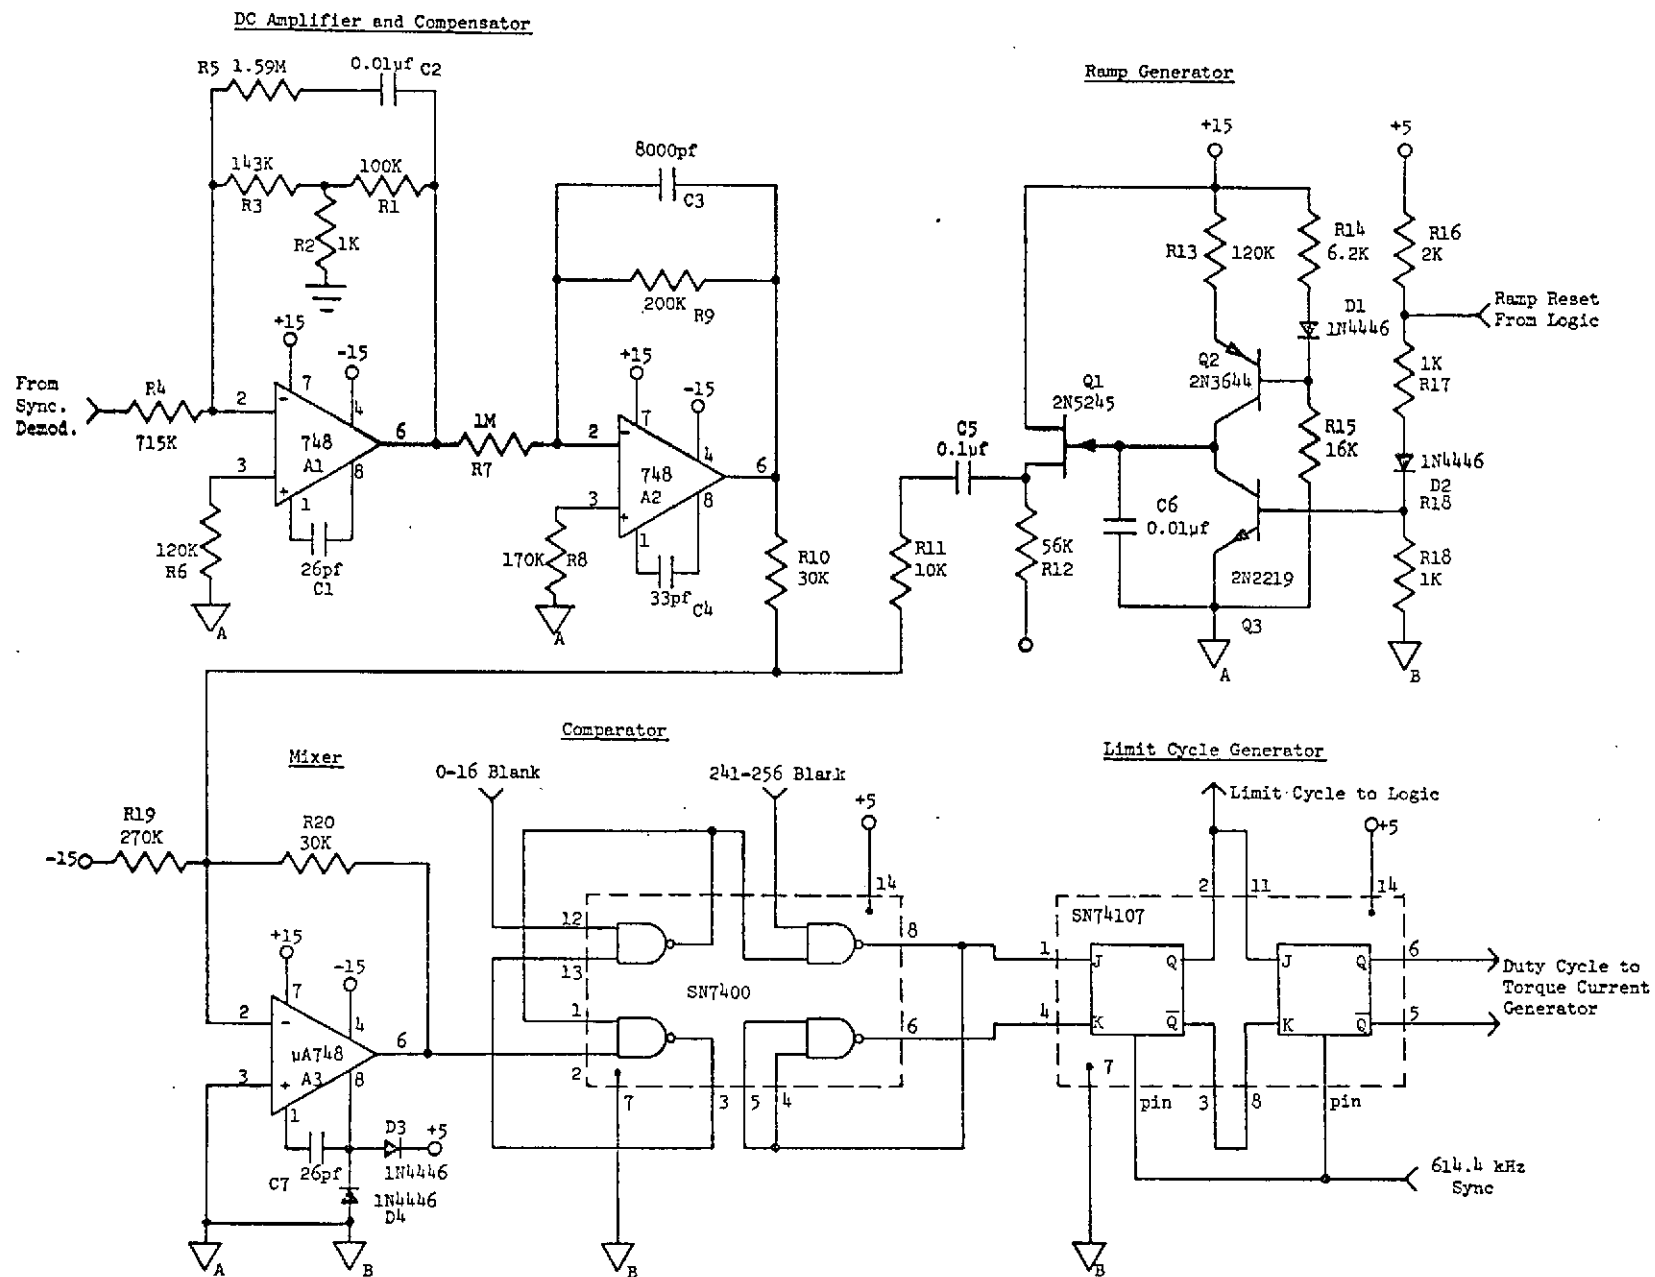 DC Amplifier and Compensator
R5 1.59M
0.01µf C2
143K
R3
100K
R1
R2 1K
+15
-15
From
Sync.
Demod.
R4
715K
2
3
7
4
6
8
1
748
A1
120K
R6
26pf
C1
A
8000pf
C3
200K R9
1M
R7
+15
-15
2
3
7
4
6
8
1
748
A2
170K R8
33pf C4
A
R10
30K
Ramp Generator
+15
+5
R13 120K
R14
6.2K
R16
2K
D1
1N4446
Ramp Reset
From Logic
Q2
2N3644
1K
R17
Q1
2N5245
R15
16K
1N4446
D2
R18
C5
0.1µf
C6
0.01µf
R11
10K
56K
R12
2N2219
R18
1K
Q3
A
B
Mixer
R19
270K
-15
R20
30K
+15
-15
2
3
7
4
6
8
1
µA748
A3
D3
+5
1N4446
C7
26pf
1N4446
D4
A
B
Comparator
0-16 Blank
241-256 Blank
+5
14
12
13
8
SN7400
1
2
6
7
3
5
4
B
Limit Cycle Generator
Limit Cycle to Logic
+5
2
11
14
SN74107
1
J
Q
K
Q̅
4
J
Q
K
Q̅
6
5
Duty Cycle to
Torque Current
Generator
7
pin
3
8
pin
614.4 kHz
Sync
B